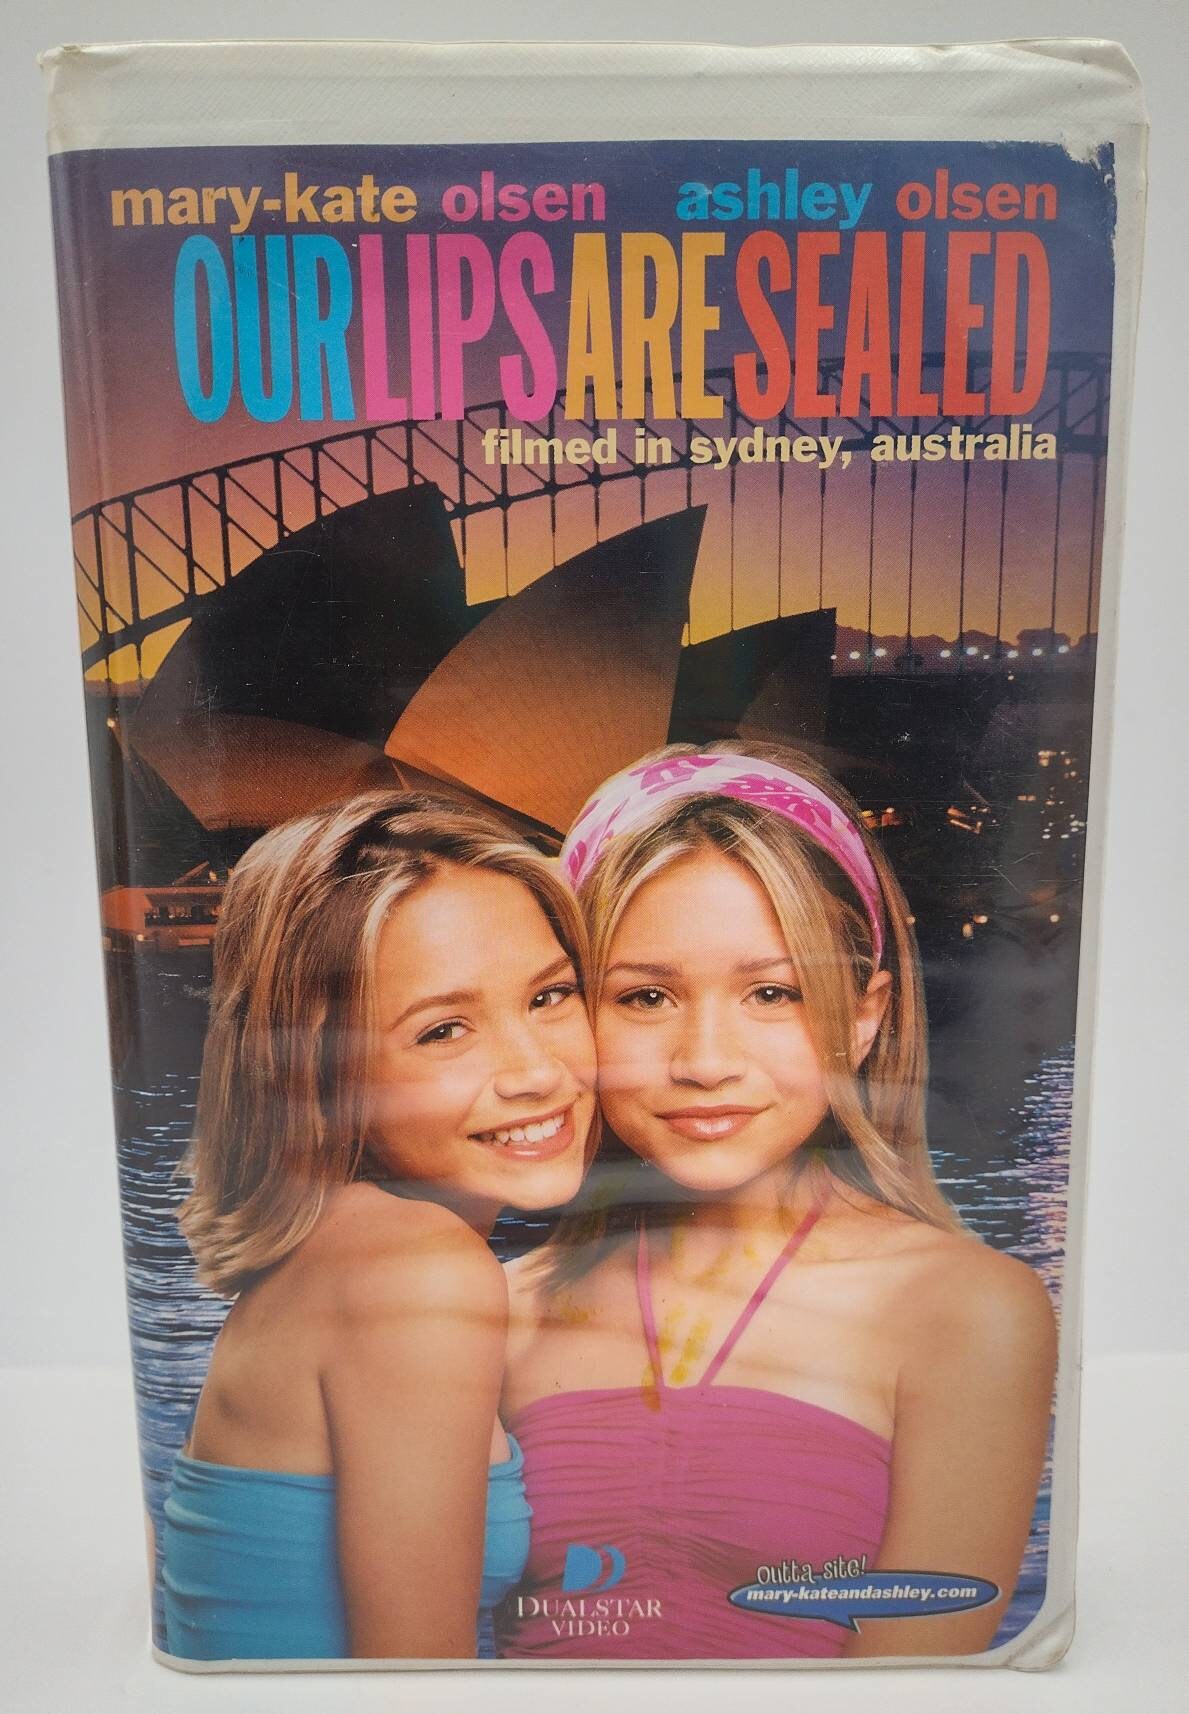 mary-kate olsen ashley olsen
OUR LIPS ARE SEALED
filmed in sydney, australia
outta site!
mary-kateandashley.com
DUALSTAR
VIDEO